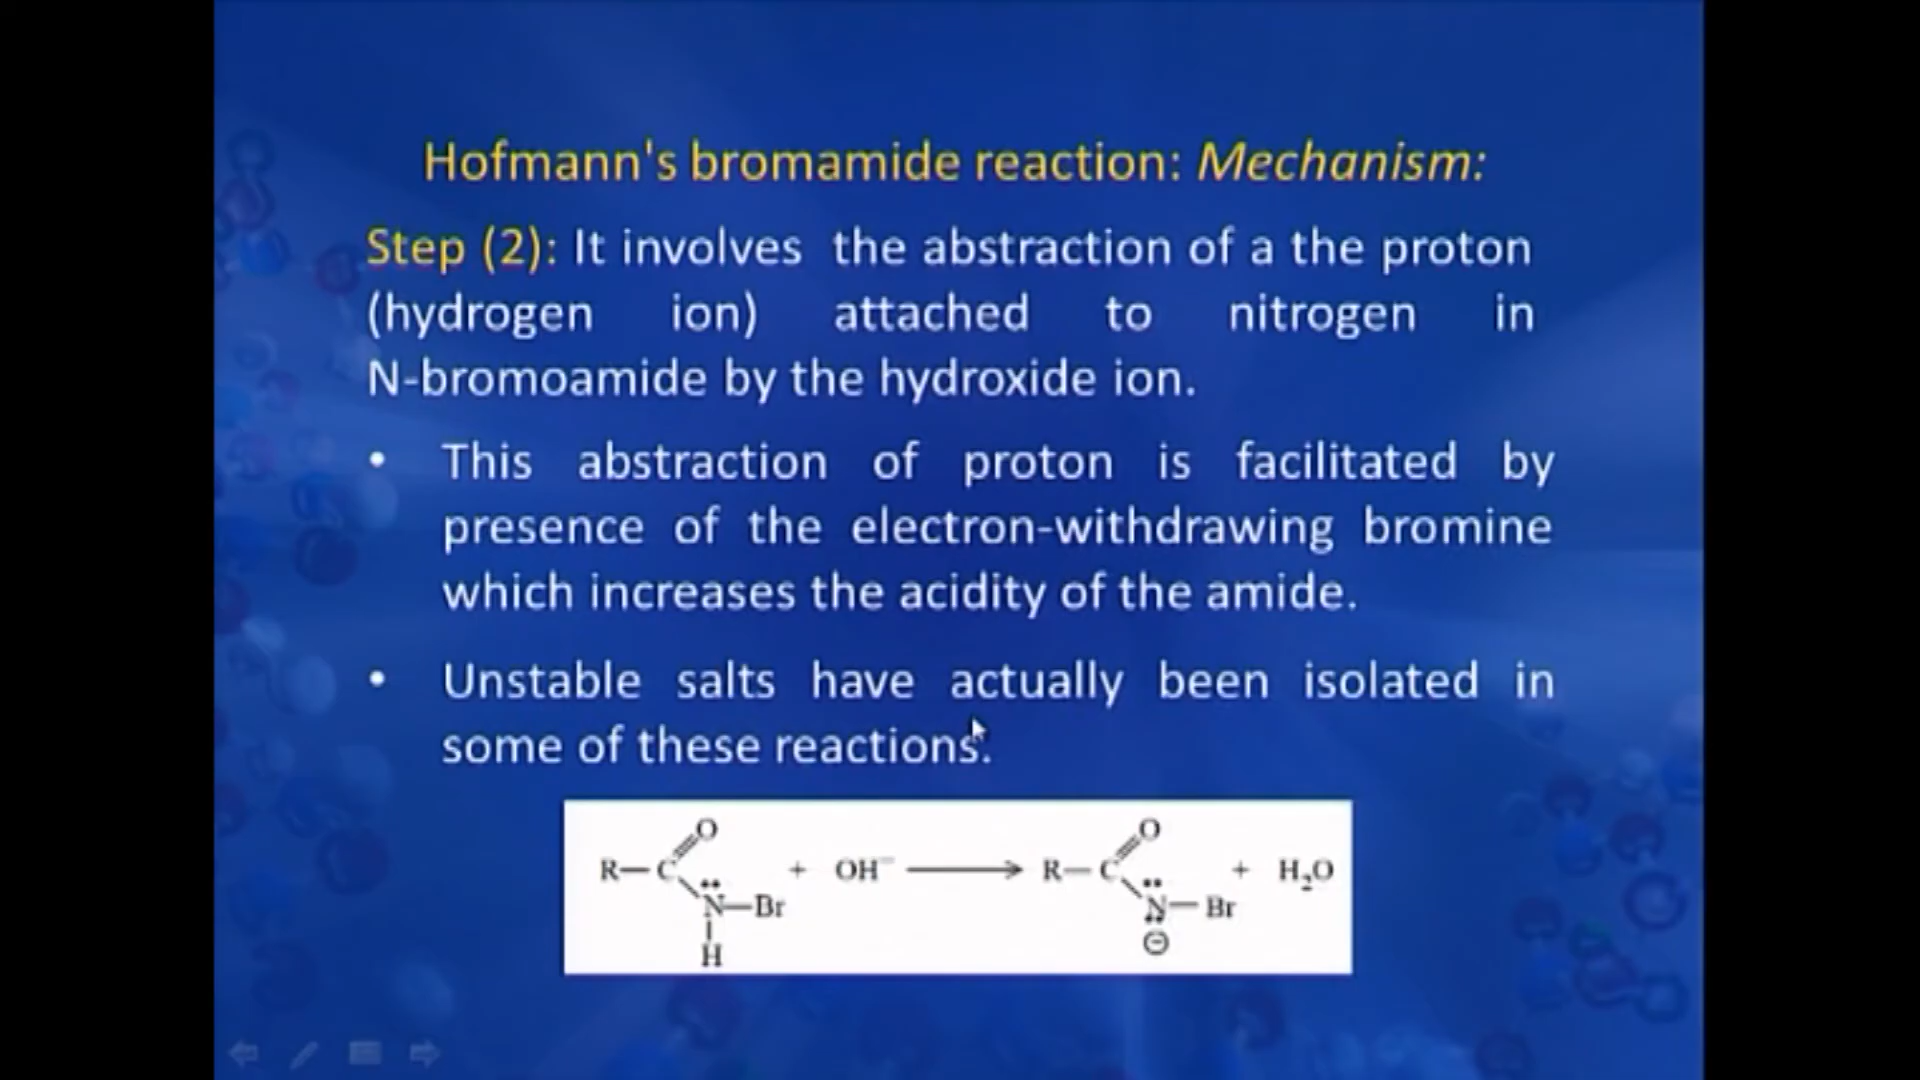 Hofmann's bromamide reaction: Mechanism:
Step (2): It involves the abstraction of a the proton
(hydrogen ion) attached to nitrogen in
N-bromoamide by the hydroxide ion.
• This abstraction of proton is facilitated by
presence of the electron-withdrawing bromine
which increases the acidity of the amide.
• Unstable salts have actually been isolated in
some of these reactions.
O O
R—C + OH⁻ ⟶ R—C + H₂O
N—Br N—Br
H ⊖